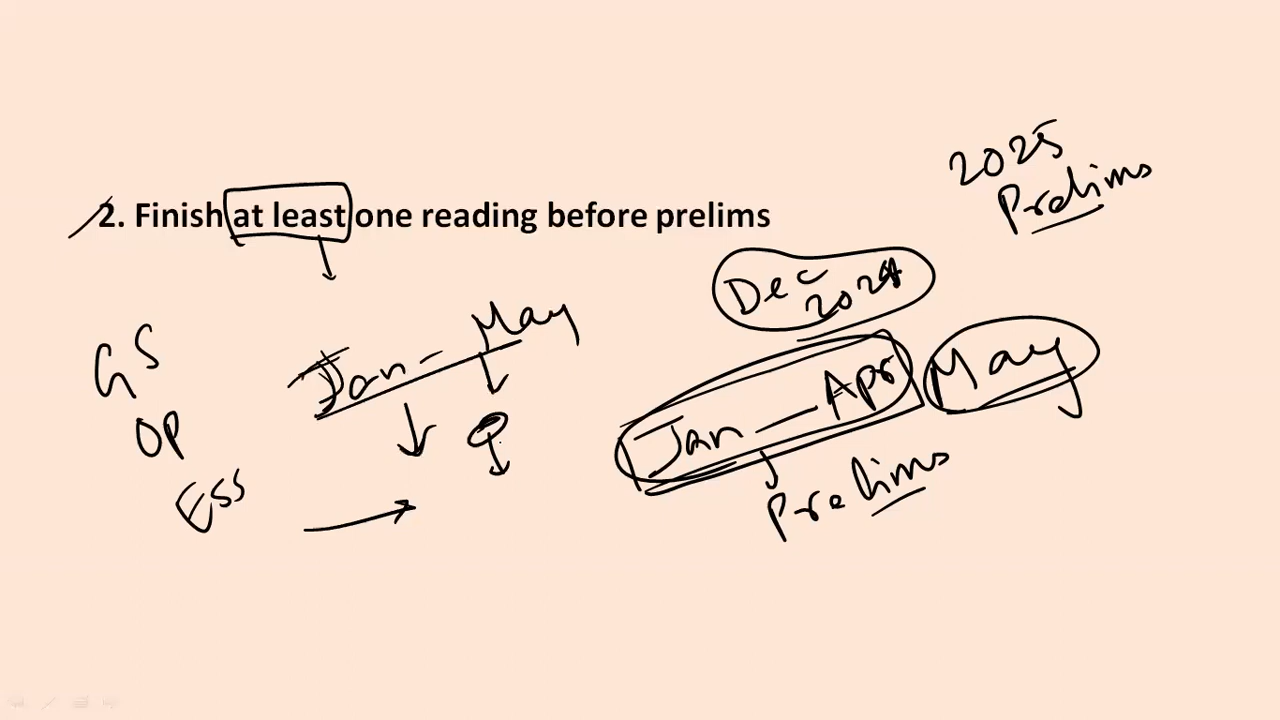 2025
Prelims
2. Finish at least one reading before prelims
Dec
2024
GS
Jan - May
Jan — Apr
May
OP
Prelims
Ess